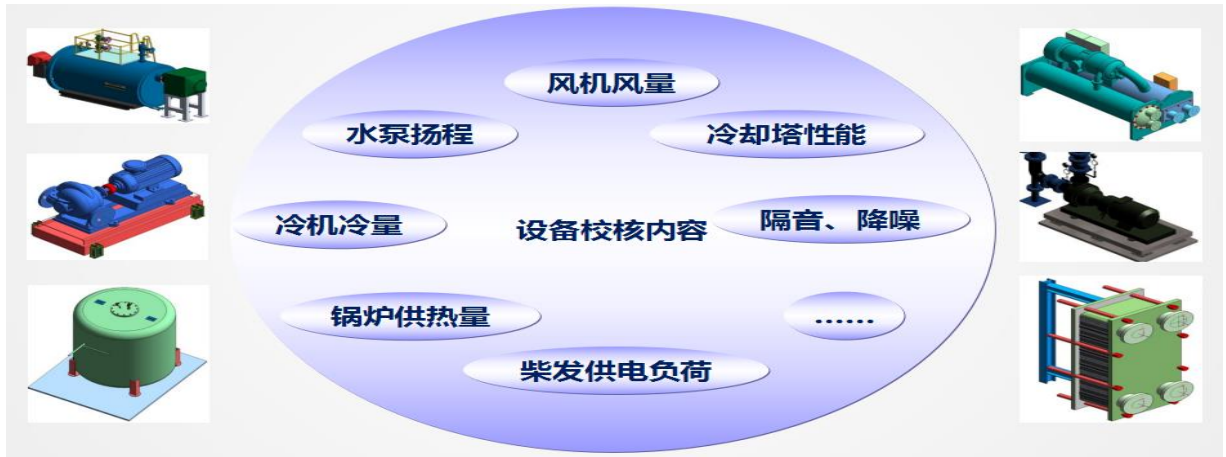 风机风量
水泵扬程
冷却塔性能
冷机冷量
设备校核内容
隔音、降噪
锅炉供热量
……
柴发供电负荷